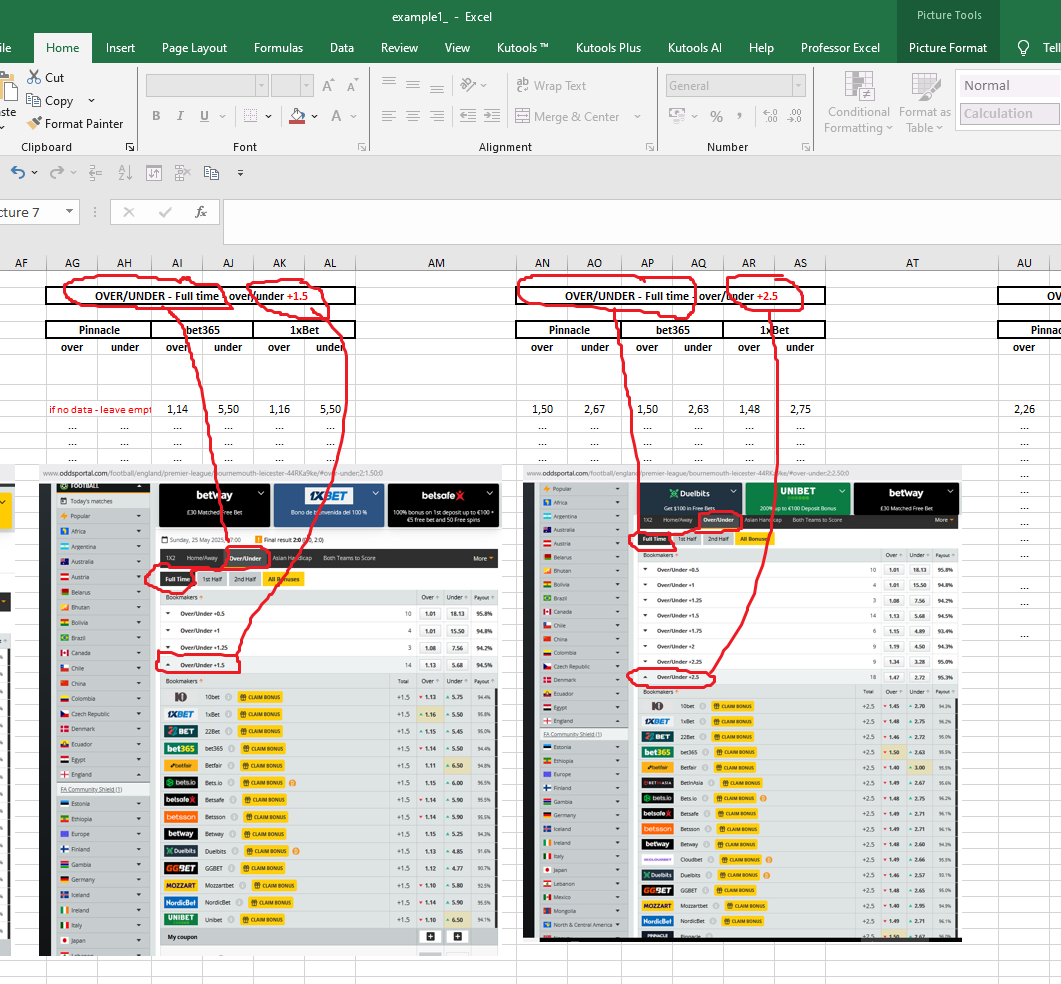 example1_ - Excel
Picture Tools
ile Home Insert Page Layout Formulas Data Review View Kutools ™ Kutools Plus Kutools AI Help Professor Excel Picture Format Tell
Cut
Copy
ste
Format Painter
Clipboard
B I U
Font
ab Wrap Text
Merge & Center
Alignment
General
%
Number
Conditional Formatting
Format as Table
Normal
Calculation
cture 7
fx
AF AG AH AI AJ AK AL AM AN AO AP AQ AR AS AT AU
OVER/UNDER - Full time - over/under +1.5
OVER/UNDER - Full time - over/under +2.5
OV
Pinnacle bet365 1xBet
Pinnacle bet365 1xBet
Pinna
over under over under over under
over under over under over under
over
if no data - leave empt 1,14 5,50 1,16 5,50
1,50 2,67 1,50 2,63 1,48 2,75
2,26
... ... ... ... ... ...
www.oddsportal.com/football/england/premier-league/bournemouth-leicester-44RKa9ke/#over-under;2;1.50;0
FOOTBALL
Today's matches
Popular
Africa
Argentina
Australia
Austria
Belarus
Bhutan
Bolivia
Brazil
Canada
Chile
China
Colombia
Czech Republic
Denmark
Ecuador
Egypt
England
FA Community Shield (1)
Estonia
Ethiopia
Europe
Finland
Gambia
Germany
Iceland
Ireland
Italy
Japan
betway
£30 Matched Free Bet
1XBET
Bono de bienvenida del 100 %
betsafe
100% bonus on 1st deposit up to €100 +
€5 free bet and 50 Free spins
Sunday, 25 May 2025, Final result 2:0
1X2 Home/Away Over/Under Asian Handicap Both Teams to Score More
Full Time 1st Half 2nd Half All Bonuses
Bookmakers Over Under Payout
Over/Under +0.5 10 1.01 18.13 95.8%
Over/Under +1 4 1.01 15.50 94.8%
Over/Under +1.25 3 1.08 7.56 94.2%
Over/Under +1.5 14 1.13 5.68 94.5%
Bookmakers Total Over Under Payout
10bet CLAIM BONUS +1.5 1.13 5.75 94.4%
1XBET 1xBet CLAIM BONUS +1.5 1.16 5.50 95.8%
22BET 22Bet CLAIM BONUS +1.5 1.15 5.45 95.0%
bet365 bet365 CLAIM BONUS +1.5 1.14 5.50 94.4%
betfair Betfair CLAIM BONUS +1.5 1.11 6.50 94.8%
bets.io Bets.io CLAIM BONUS +1.5 1.15 6.00 96.5%
betsafe Betsafe CLAIM BONUS +1.5 1.14 5.90 95.5%
betsson Betsson CLAIM BONUS +1.5 1.14 5.90 95.5%
betway Betway CLAIM BONUS +1.5 1.15 5.25 94.3%
Duelbits Duelbits CLAIM BONUS +1.5 1.13 4.85 91.6%
GGBET GGBET CLAIM BONUS +1.5 1.12 4.77 90.7%
MOZZART Mozzartbet CLAIM BONUS +1.5 1.10 5.80 92.5%
NordicBet NordicBet CLAIM BONUS +1.5 1.14 5.90 95.5%
UNIBET Unibet CLAIM BONUS +1.5 1.10 6.50 94.1%
My coupon
www.oddsportal.com/football/england/premier-league/bournemouth-leicester-44RKa9ke/#over-under;2;2.50;0
Popular
Africa
Argentina
Australia
Austria
Belarus
Bhutan
Bolivia
Brazil
Canada
Chile
China
Colombia
Czech Republic
Denmark
Ecuador
Egypt
England
FA Community Shield (1)
Estonia
Ethiopia
Europe
Finland
Gambia
Germany
Iceland
Ireland
Italy
Japan
Lebanon
Mexico
Mongolia
North & Central America
Duelbits
Get $100 in Free Bets
UNIBET
200% up to €100 Deposit Bonus
betway
£30 Matched Free Bet
1X2 Home/Away Over/Under Asian Handicap Both Teams to Score More
Full Time 1st Half 2nd Half All Bonuses
Bookmakers Over Under Payout
Over/Under +0.5 10 1.01 18.13 95.8%
Over/Under +1 4 1.01 15.50 94.8%
Over/Under +1.25 3 1.08 7.56 94.2%
Over/Under +1.5 14 1.13 5.68 94.5%
Over/Under +1.75 6 1.15 4.89 93.4%
Over/Under +2 9 1.19 4.50 94.3%
Over/Under +2.25 9 1.34 3.28 95.0%
Over/Under +2.5 18 1.47 2.72 95.3%
Bookmakers Total Over Under Payout
10bet CLAIM BONUS +2.5 1.45 2.70 94.3%
1XBET 1xBet CLAIM BONUS +2.5 1.48 2.75 96.2%
22BET 22Bet CLAIM BONUS +2.5 1.46 2.72 95.0%
bet365 bet365 CLAIM BONUS +2.5 1.50 2.63 95.5%
betfair Betfair CLAIM BONUS +2.5 1.40 3.00 95.5%
BetInAsia CLAIM BONUS +2.5 1.49 2.67 95.6%
bets.io Bets.io CLAIM BONUS +2.5 1.48 2.75 96.2%
betsafe Betsafe CLAIM BONUS +2.5 1.49 2.71 96.1%
betsson Betsson CLAIM BONUS +2.5 1.49 2.71 96.1%
betway Betway CLAIM BONUS +2.5 1.48 2.60 94.3%
Cloudbet CLAIM BONUS +2.5 1.49 2.66 95.5%
Duelbits Duelbits CLAIM BONUS +2.5 1.46 2.57 93.1%
GGBET GGBET CLAIM BONUS +2.5 1.48 2.65 95.0%
MOZZART Mozzartbet CLAIM BONUS +2.5 1.40 2.95 94.9%
NordicBet NordicBet CLAIM BONUS +2.5 1.49 2.71 96.1%
PINNACLE Pinnacle +2.5 1.50 2.67